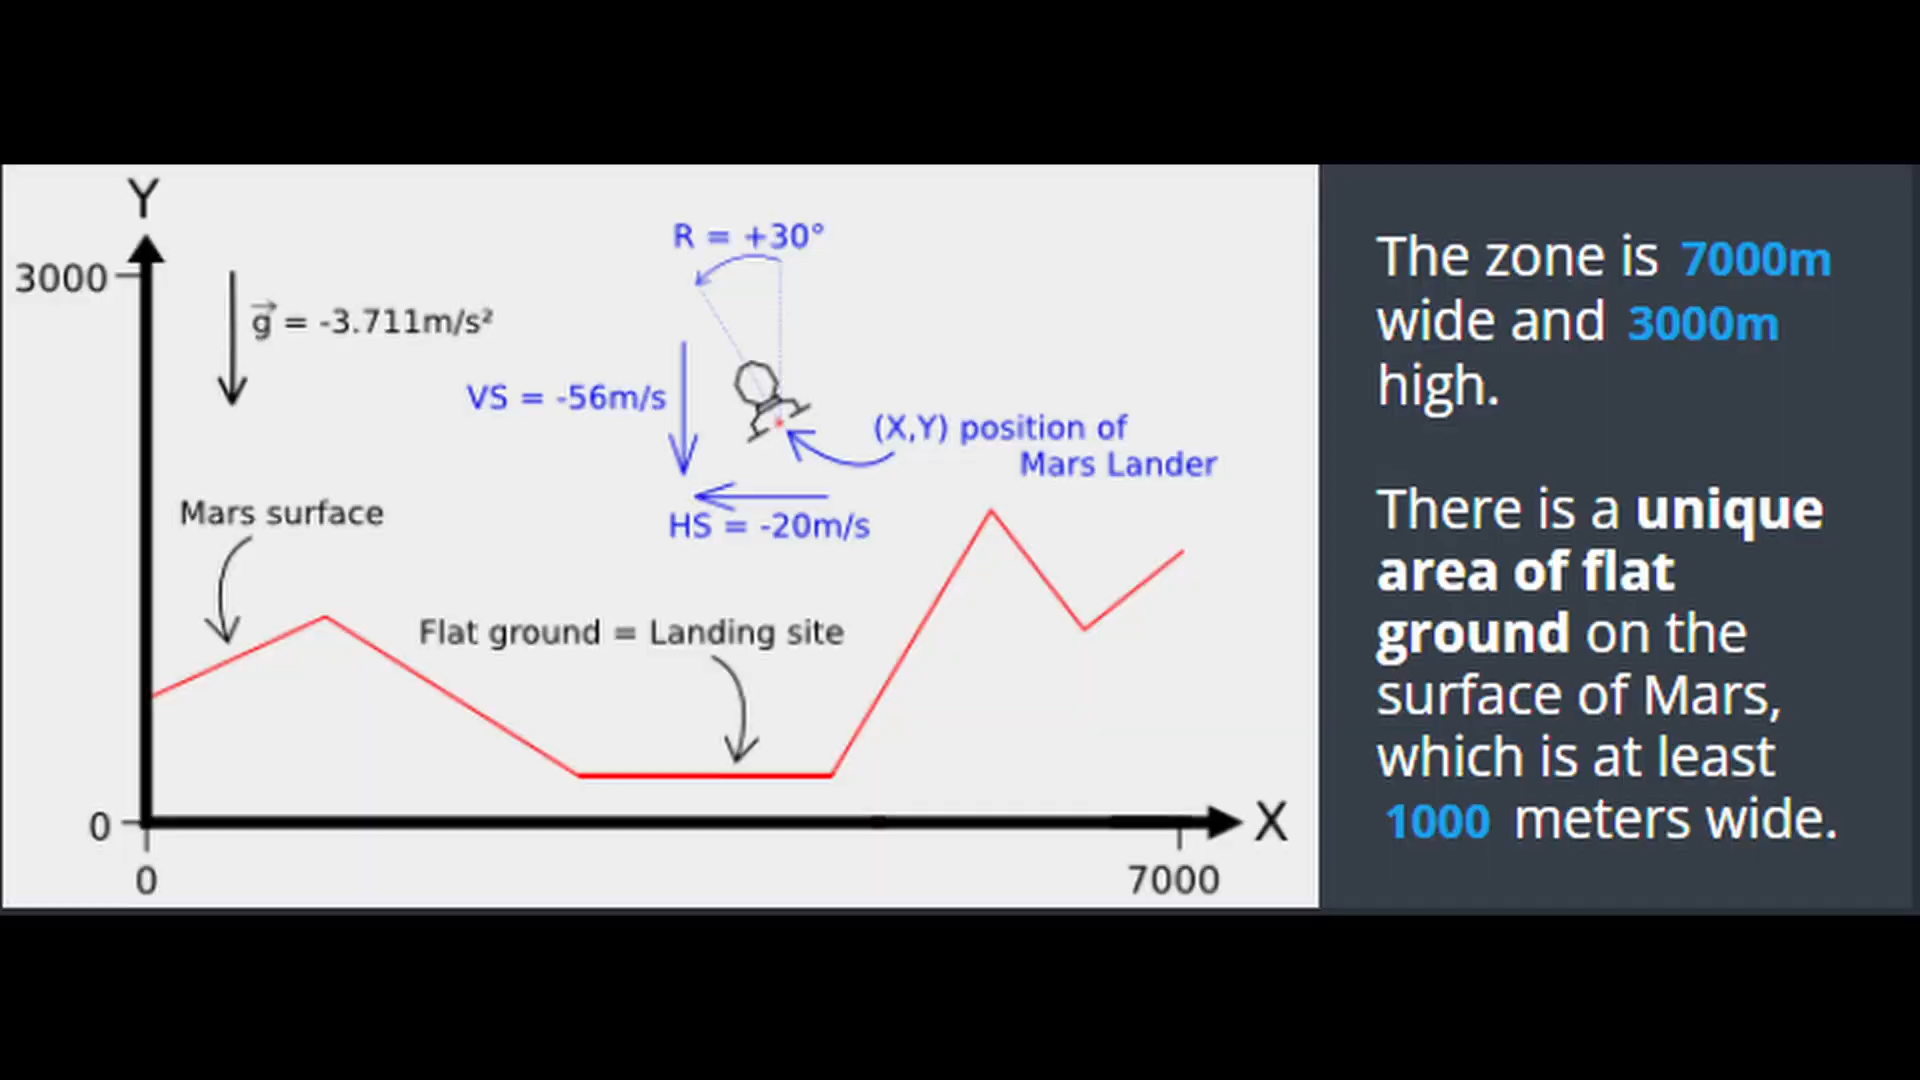 Y
3000
g = -3.711m/s²
R = +30°
VS = -56m/s
(X,Y) position of
Mars Lander
HS = -20m/s
Mars surface
Flat ground = Landing site
0
X
0
7000
The zone is 7000m
wide and 3000m
high.
There is a unique
area of flat
ground on the
surface of Mars,
which is at least
1000 meters wide.